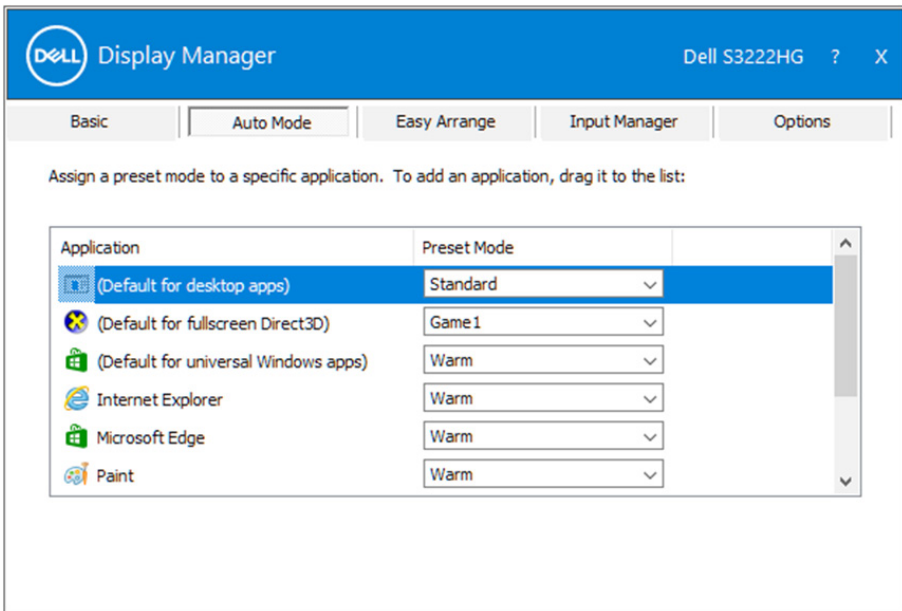 DELL Display Manager Dell S3222HG ? X
Basic Auto Mode Easy Arrange Input Manager Options
Assign a preset mode to a specific application. To add an application, drag it to the list:
Application Preset Mode
(Default for desktop apps) Standard
(Default for fullscreen Direct3D) Game1
(Default for universal Windows apps) Warm
Internet Explorer Warm
Microsoft Edge Warm
Paint Warm